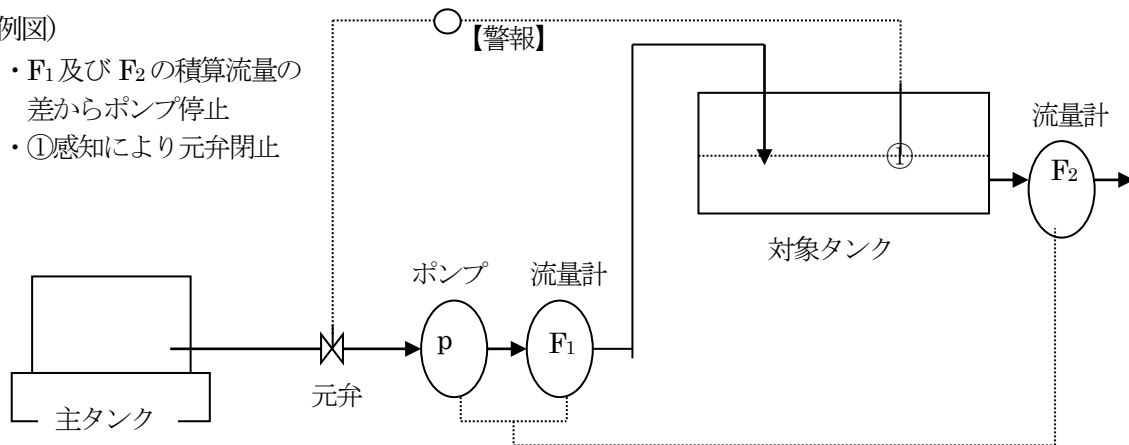 例図)
・F₁及び F₂の積算流量の
差からポンプ停止
・①感知により元弁閉止
【警報】
流量計
①
F₂
対象タンク
ポンプ
流量計
p
F₁
元弁
主タンク